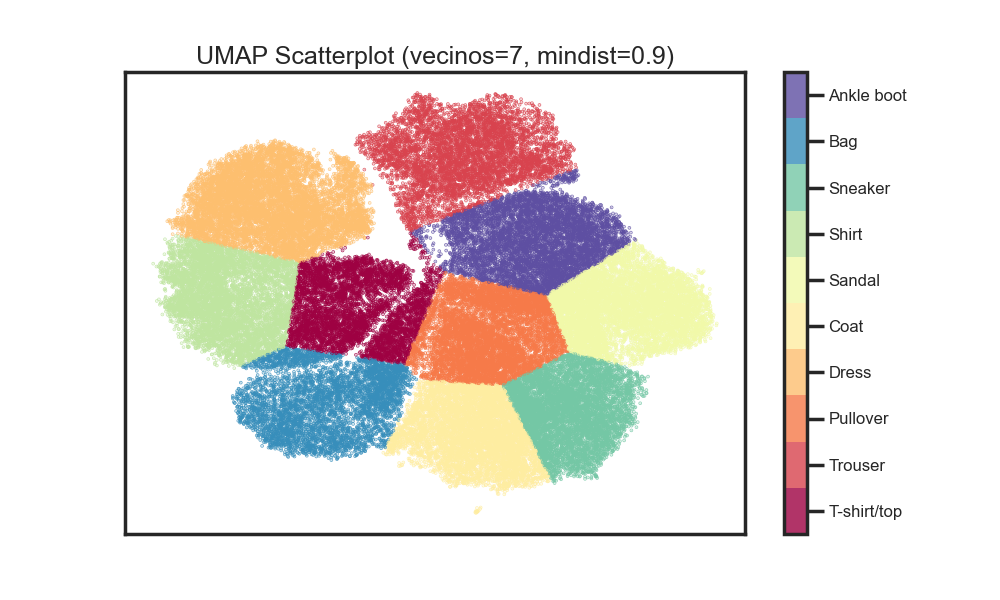 UMAP Scatterplot (vecinos=7, mindist=0.9)
Ankle boot
Bag
Sneaker
Shirt
Sandal
Coat
Dress
Pullover
Trouser
T-shirt/top